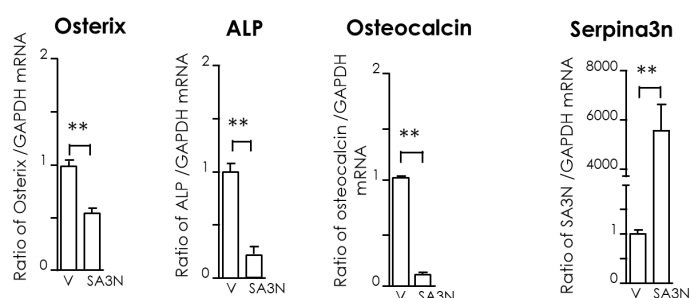 Osterix
Ratio of Osterix /GAPDH mRNA
2
1
0
**
V SA3N
ALP
Ratio of ALP /GAPDH mRNA
2
1
0
**
V SA3N
Osteocalcin
Ratio of osteocalcin /GAPDH
mRNA
2
1
0
**
V SA3N
Serpina3n
Ratio of SA3N /GAPDH mRNA
8000
6000
4000
1
0
**
V SA3N